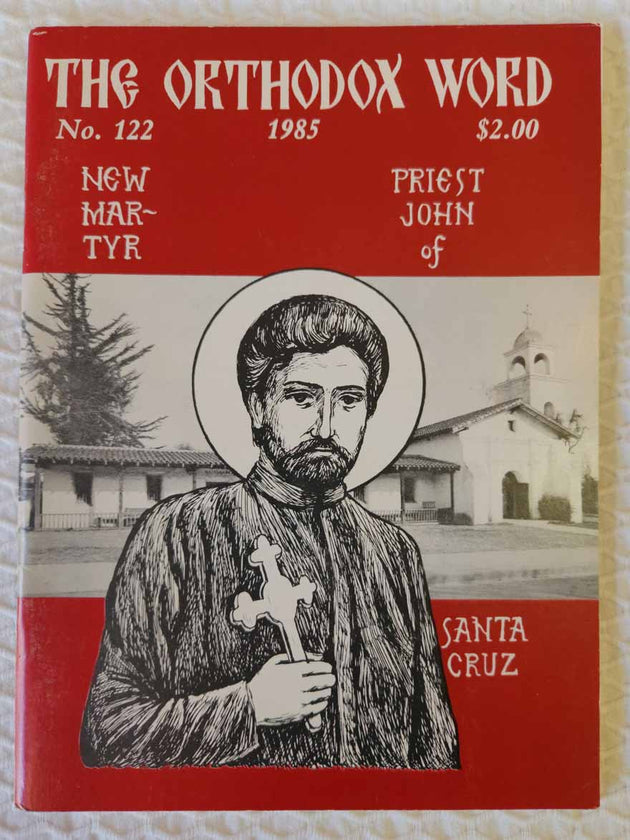 THE ORTHODOX WORD
No. 122 1985 $2.00
NEW
MAR~
TYR
PRIEST
JOHN
of
SANTA
CRUZ